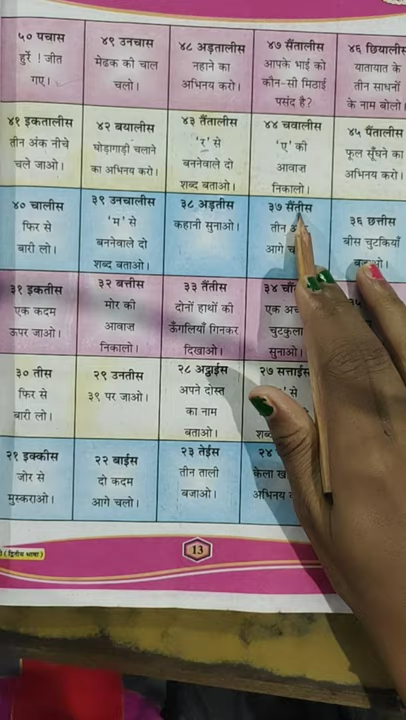 ५० पचास
हुर्रे ! जीत
गए।
४९ उनचास
मेढक की चाल
चलो।
४८ अड़तालीस
नहाने का
अभिनय करो।
४७ सैंतालीस
आपके भाई को
कौन-सी मिठाई
पसंद है?
४६ छियालीस
यातायात के
तीन साधनों
के नाम बोलो।
४१ इकतालीस
तीन अंक नीचे
चले जाओ।
४२ बयालीस
घोड़ागाड़ी चलाने
का अभिनय करो।
४३ तैंतालीस
'र' से
बननेवाले दो
शब्द बताओ।
४४ चवालीस
'ए' की
आवाज
निकालो।
४५ पैंतालीस
फूल सूँघने का
अभिनय करो।
४० चालीस
फिर से
बारी लो।
३९ उनचालीस
'म' से
बननेवाले दो
शब्द बताओ।
३८ अड़तीस
कहानी सुनाओ।
३७ सैंतीस
तीन
आगे
३६ छत्तीस
बीस चुटकियाँ
३१ इकतीस
एक कदम
ऊपर जाओ।
३२ बत्तीस
मोर की
आवाज
निकालो।
३३ तैंतीस
दोनों हाथों की
ऊँगलियाँ गिनकर
दिखाओ।
३४
एक
चुटकुला
सुनाओ।
३० तीस
फिर से
बारी लो।
२९ उनतीस
३९ पर जाओ।
२८ अट्ठाईस
अपने दोस्त
का नाम
बताओ।
२७ सत्ताईस
से
२१ इक्कीस
जोर से
मुस्कराओ।
२२ बाईस
दो कदम
आगे चलो।
२३ तेईस
तीन ताली
बजाओ।
२४
केला
अभिनय
(द्वितीय भाषा)
13